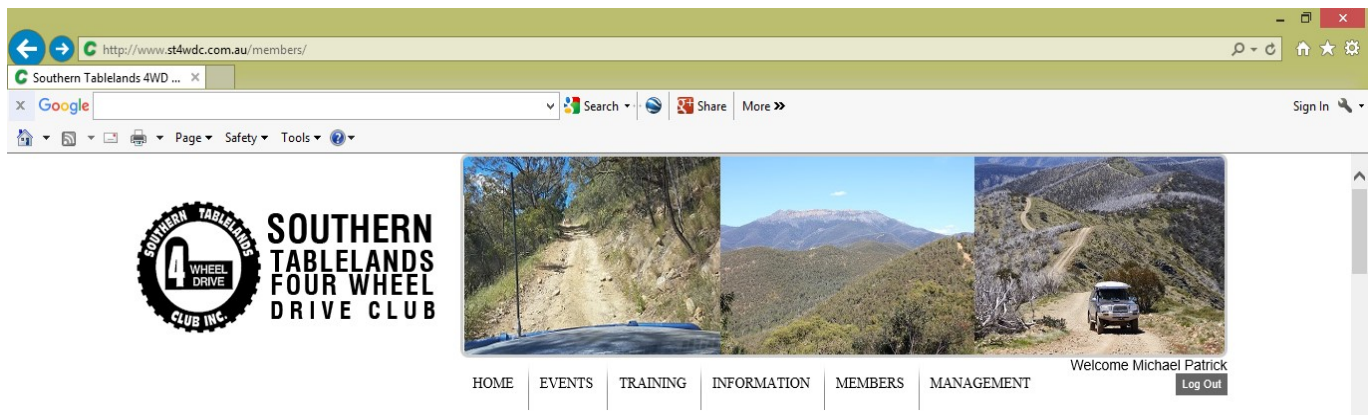 http://www.st4wdc.com.au/members/
Southern Tablelands 4WD ...
Google Search Share More Sign In
Page Safety Tools
SOUTHERN TABLELANDS
4 WHEEL
DRIVE
CLUB INC.
SOUTHERN
TABLELANDS
FOUR WHEEL
DRIVE CLUB
Welcome Michael Patrick
HOME EVENTS TRAINING INFORMATION MEMBERS MANAGEMENT Log Out